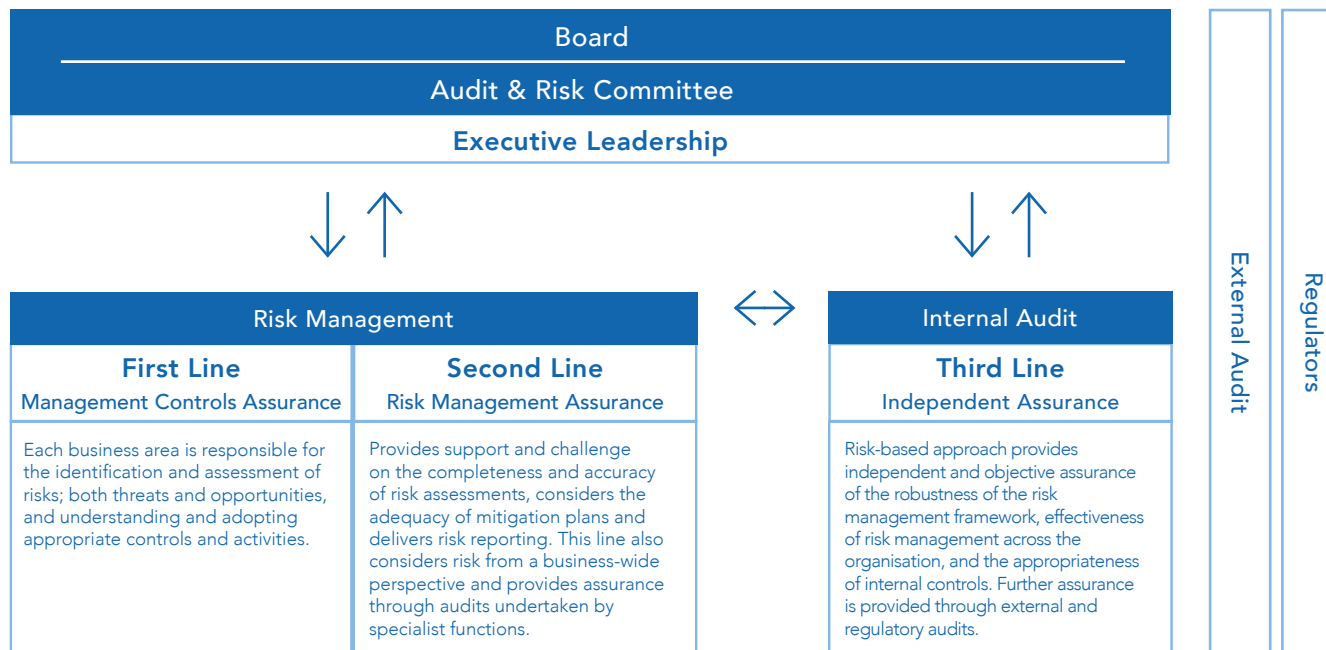 Board
Audit & Risk Committee
Executive Leadership
Risk Management
First Line
Management Controls Assurance
Each business area is responsible for
the identification and assessment of
risks; both threats and opportunities,
and understanding and adopting
appropriate controls and activities.
Second Line
Risk Management Assurance
Provides support and challenge
on the completeness and accuracy
of risk assessments, considers the
adequacy of mitigation plans and
delivers risk reporting. This line also
considers risk from a business-wide
perspective and provides assurance
through audits undertaken by
specialist functions.
Internal Audit
Third Line
Independent Assurance
Risk-based approach provides
independent and objective assurance
of the robustness of the risk
management framework, effectiveness
of risk management across the
organisation, and the appropriateness
of internal controls. Further assurance
is provided through external and
regulatory audits.
External Audit
Regulators